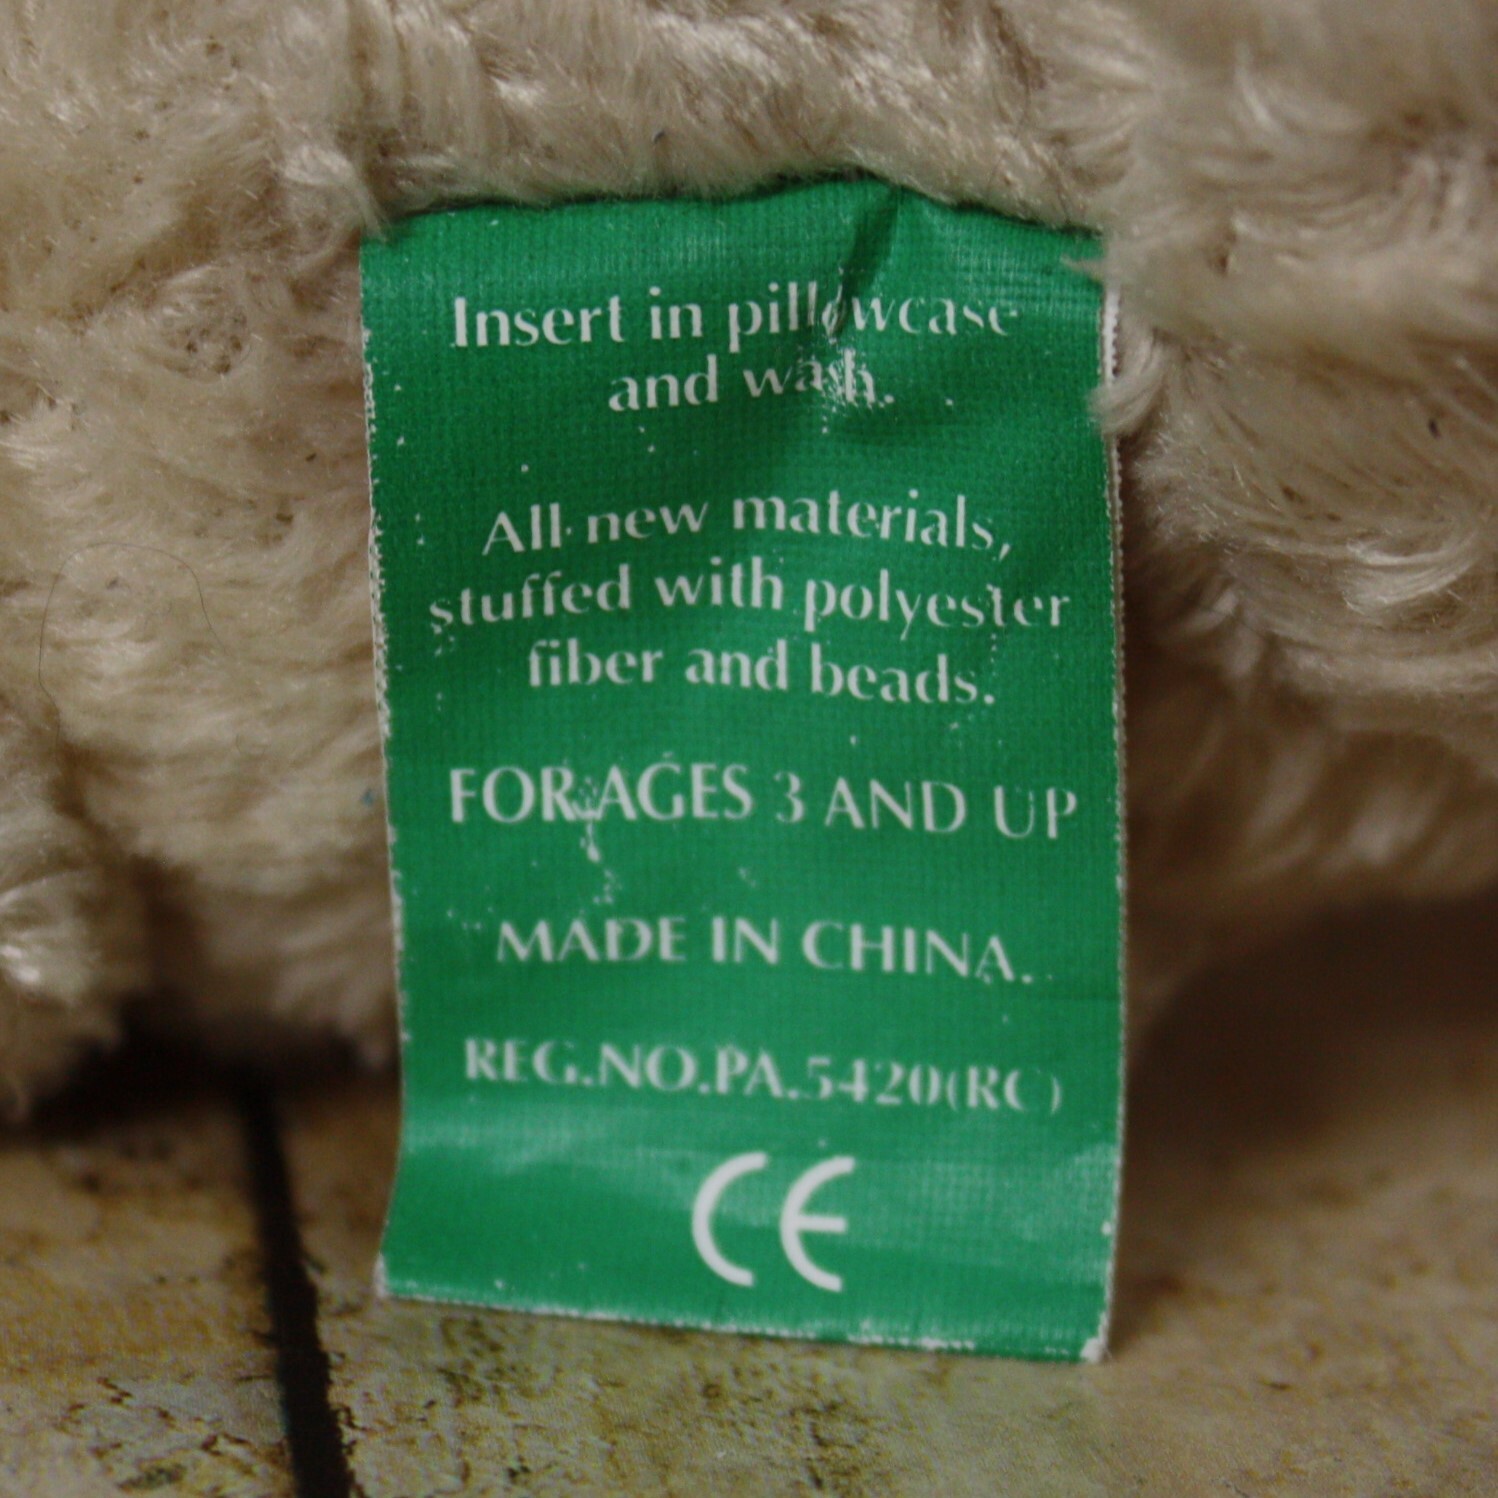 Insert in pillowcase
and wash.
All new materials,
stuffed with polyester
fiber and beads.
FOR AGES 3 AND UP
MADE IN CHINA.
REG.NO.PA.5420(RC)
CE